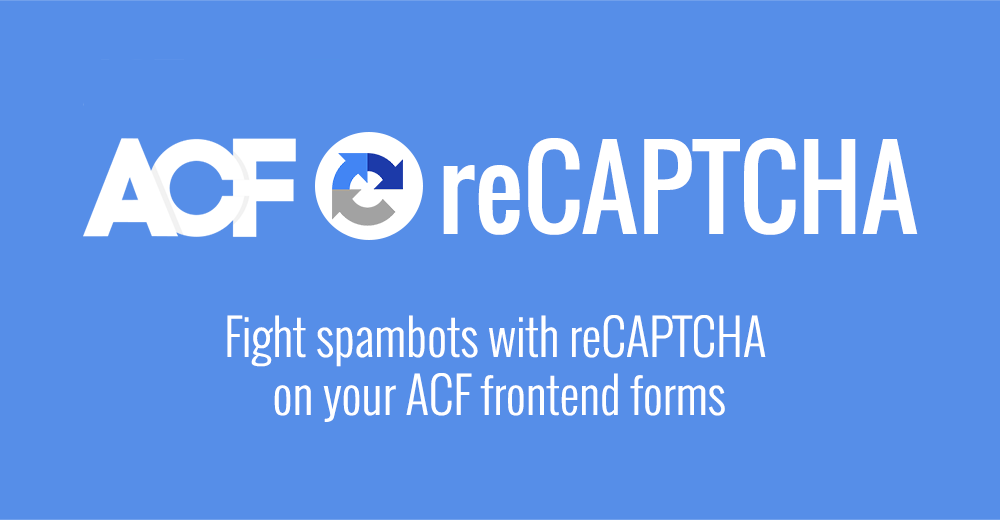 ACF reCAPTCHA
Fight spambots with reCAPTCHA
on your ACF frontend forms